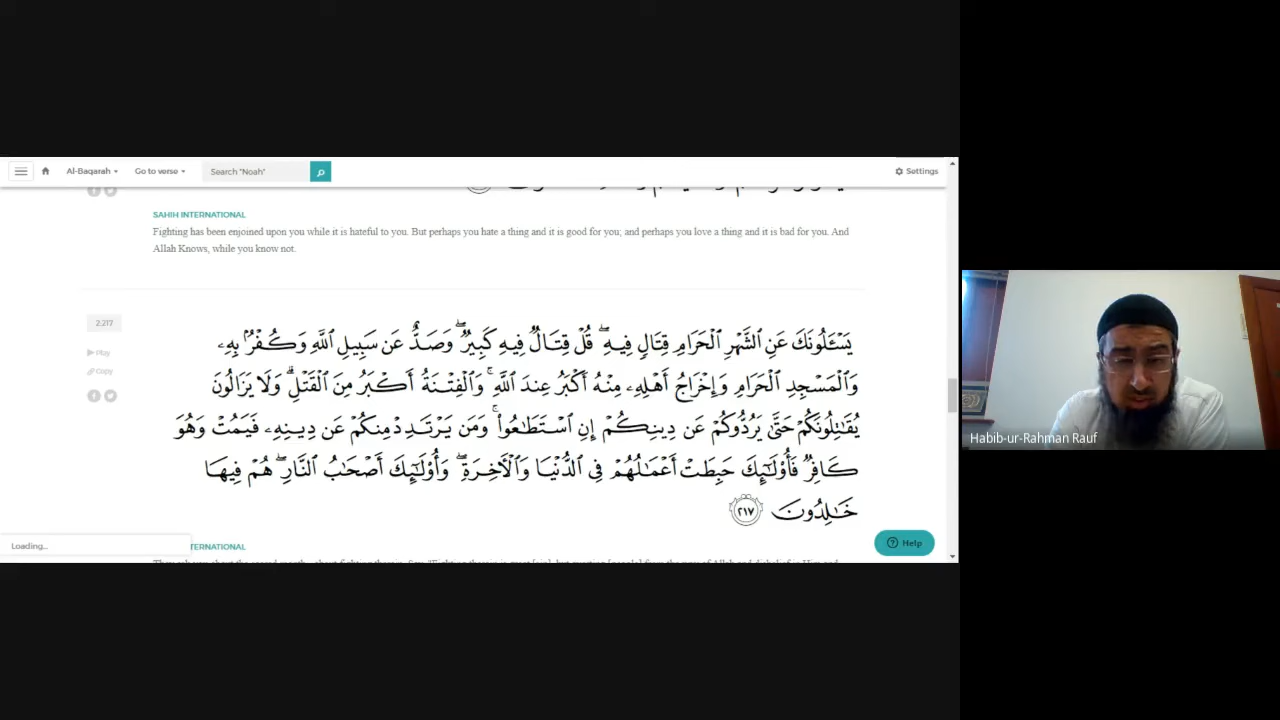 Al-Baqarah
Go to verse
Search "Noah"
Settings
SAHIH INTERNATIONAL
Fighting has been enjoined upon you while it is hateful to you. But perhaps you hate a thing and it is good for you; and perhaps you love a thing and it is bad for you. And
Allah Knows, while you know not.
2:217
Play
Copy
يَسْـَٔلُونَكَ عَنِ ٱلشَّهْرِ ٱلْحَرَامِ قِتَالٍ فِيهِ ۖ قُلْ قِتَالٌ فِيهِ كَبِيرٌ ۖ وَصَدٌّ عَن سَبِيلِ ٱللَّهِ وَكُفْرٌۢ بِهِۦ
وَٱلْمَسْجِدِ ٱلْحَرَامِ وَإِخْرَاجُ أَهْلِهِۦ مِنْهُ أَكْبَرُ عِندَ ٱللَّهِ ۚ وَٱلْفِتْنَةُ أَكْبَرُ مِنَ ٱلْقَتْلِ ۗ وَلَا يَزَالُونَ
يُقَـٰتِلُونَكُمْ حَتَّىٰ يَرُدُّوكُمْ عَن دِينِكُمْ إِنِ ٱسْتَطَـٰعُوا۟ ۚ وَمَن يَرْتَدِدْ مِنكُمْ عَن دِينِهِۦ فَيَمُتْ وَهُوَ
كَافِرٌ فَأُو۟لَـٰٓئِكَ حَبِطَتْ أَعْمَـٰلُهُمْ فِى ٱلدُّنْيَا وَٱلْـَٔاخِرَةِ ۖ وَأُو۟لَـٰٓئِكَ أَصْحَـٰبُ ٱلنَّارِ ۖ هُمْ فِيهَا
خَـٰلِدُونَ ٢١٧
Loading...
TERNATIONAL
Help
Habib-ur-Rahman Rauf